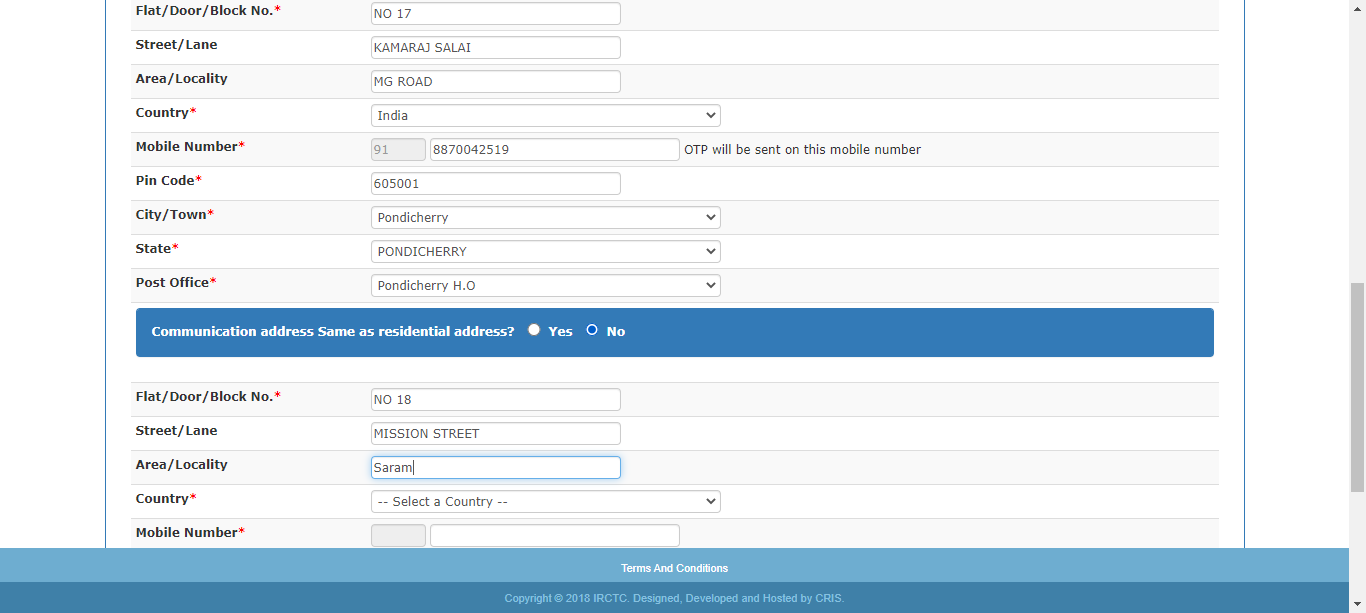 Flat/Door/Block No.* NO 17
Street/Lane KAMARAJ SALAI
Area/Locality MG ROAD
Country* India
Mobile Number* 91 8870042519 OTP will be sent on this mobile number
Pin Code* 605001
City/Town* Pondicherry
State* PONDICHERRY
Post Office* Pondicherry H.O
Communication address Same as residential address? Yes No
Flat/Door/Block No.* NO 18
Street/Lane MISSION STREET
Area/Locality Saram
Country* -- Select a Country --
Mobile Number*
Terms And Conditions
Copyright © 2018 IRCTC. Designed, Developed and Hosted by CRIS.